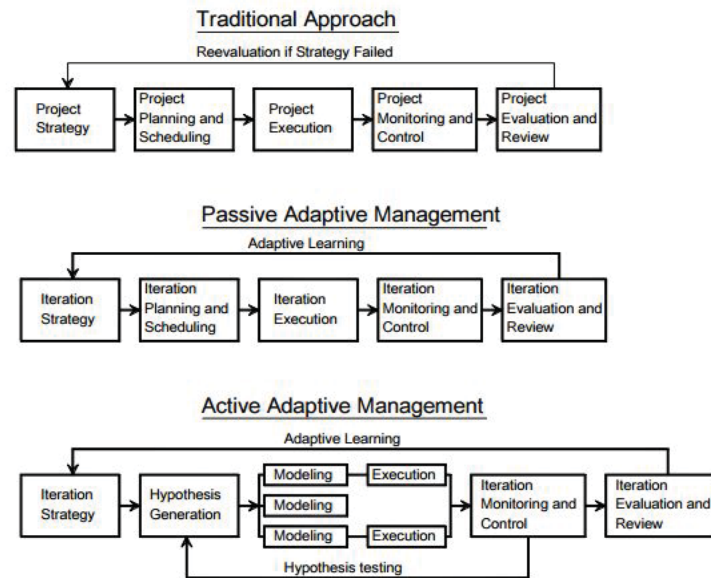 Traditional Approach
Reevaluation if Strategy Failed
Project
Strategy
Project
Planning and
Scheduling
Project
Execution
Project
Monitoring and
Control
Project
Evaluation and
Review
Passive Adaptive Management
Adaptive Learning
Iteration
Strategy
Iteration
Planning and
Scheduling
Iteration
Execution
Iteration
Monitoring and
Control
Iteration
Evaluation and
Review
Active Adaptive Management
Adaptive Learning
Iteration
Strategy
Hypothesis
Generation
Modeling
Execution
Modeling
Modeling
Execution
Iteration
Monitoring and
Control
Iteration
Evaluation and
Review
Hypothesis testing